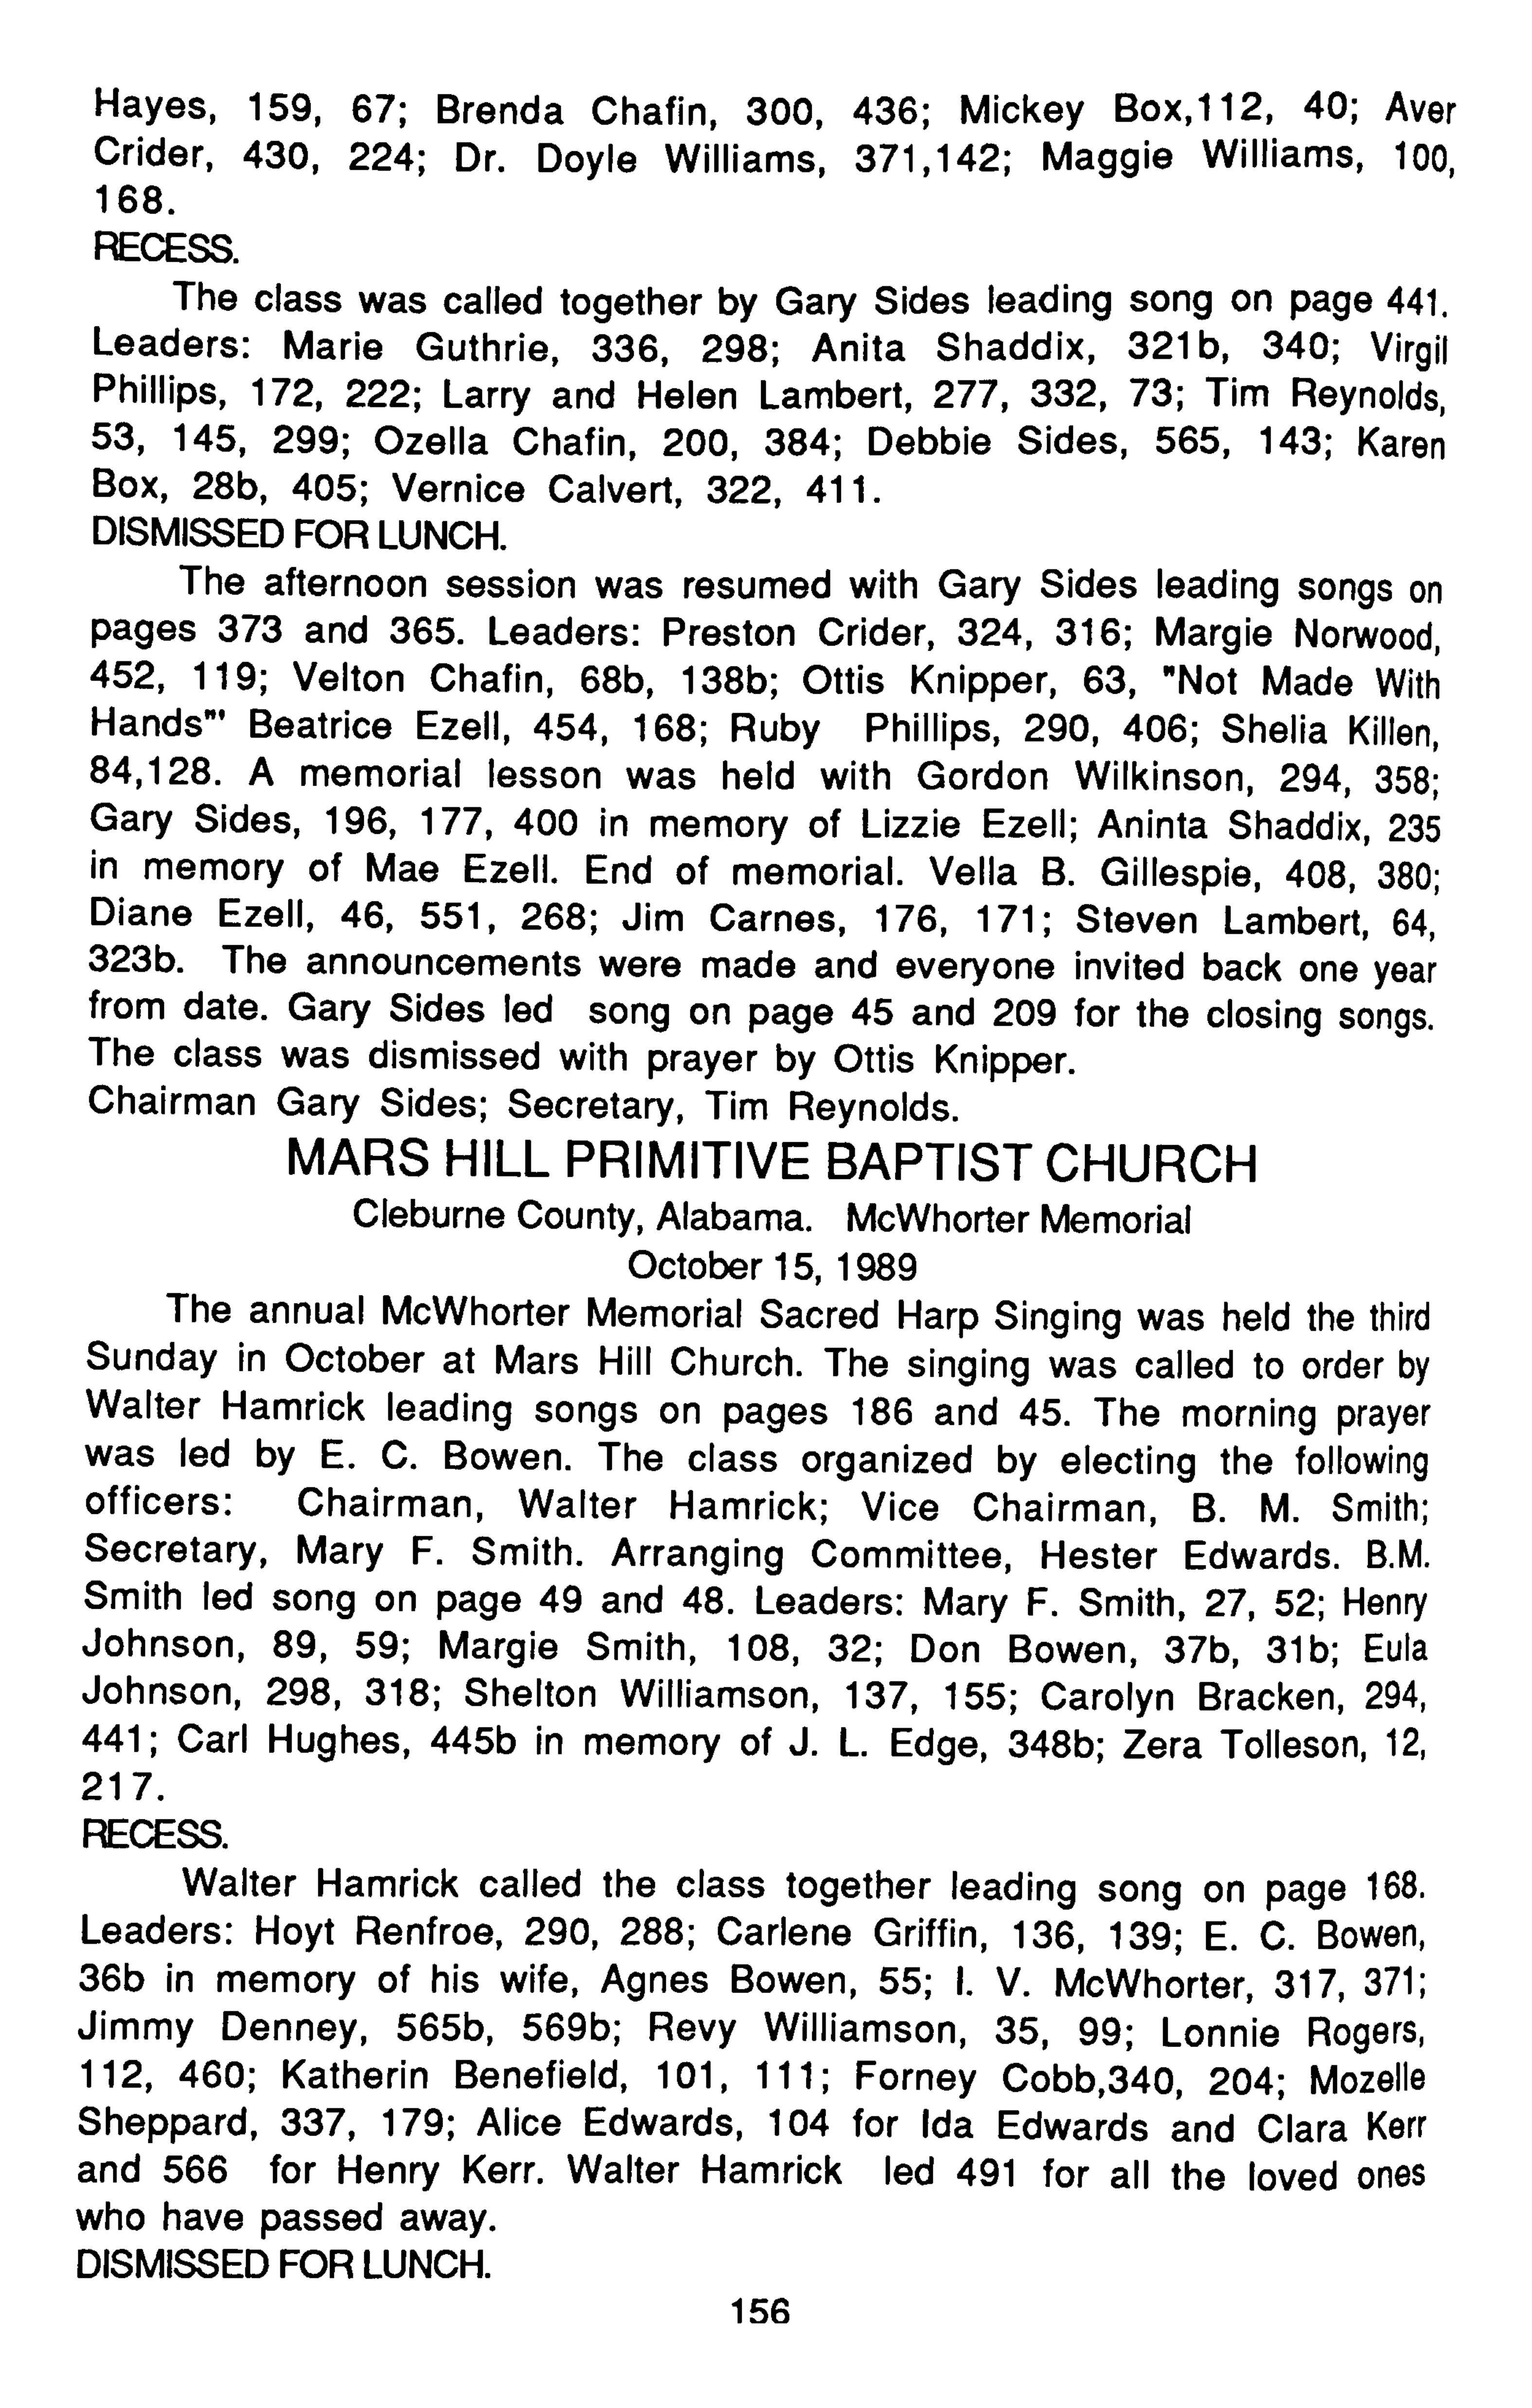 Hayes, 159, 67; Brenda Chafin, 300, 436; Mickey Box,112, 40; Aver
Crider, 430, 224; Dr. Doyle Williams, 371,142; Maggie Williams, 100,
168.
RECESS.
The class was called together by Gary Sides leading song on page 441.
Leaders: Marie Guthrie, 336, 298; Anita Shaddix, 321b, 340; Virgil
Phillips, 172, 222; Larry and Helen Lambert, 277, 332, 73; Tim Reynolds,
53, 145, 299; Ozella Chafin, 200, 384; Debbie Sides, 565, 143; Karen
Box, 28b, 405; Vernice Calvert, 322, 411.
DISMISSED FOR LUNCH.
The afternoon session was resumed with Gary Sides leading songs on
pages 373 and 365. Leaders: Preston Crider, 324, 316; Margie Norwood,
452, 119; Velton Chafin, 68b, 138b; Ottis Knipper, 63, "Not Made With
Hands"' Beatrice Ezell, 454, 168; Ruby Phillips, 290, 406; Shelia Killen,
84,128. A memorial lesson was held with Gordon Wilkinson, 294, 358;
Gary Sides, 196, 177, 400 in memory of Lizzie Ezell; Aninta Shaddix, 235
in memory of Mae Ezell. End of memorial. Vella B. Gillespie, 408, 380;
Diane Ezell, 46, 551, 268; Jim Carnes, 176, 171; Steven Lambert, 64,
323b. The announcements were made and everyone invited back one year
from date. Gary Sides led song on page 45 and 209 for the closing songs.
The class was dismissed with prayer by Ottis Knipper.
Chairman Gary Sides; Secretary, Tim Reynolds.
MARS HILL PRIMITIVE BAPTIST CHURCH
Cleburne County, Alabama. McWhorter Memorial
October 15, 1989
The annual McWhorter Memorial Sacred Harp Singing was held the third
Sunday in October at Mars Hill Church. The singing was called to order by
Walter Hamrick leading songs on pages 186 and 45. The morning prayer
was led by E. C. Bowen. The class organized by electing the following
officers: Chairman, Walter Hamrick; Vice Chairman, B. M. Smith;
Secretary, Mary F. Smith. Arranging Committee, Hester Edwards. B.M.
Smith led song on page 49 and 48. Leaders: Mary F. Smith, 27, 52; Henry
Johnson, 89, 59; Margie Smith, 108, 32; Don Bowen, 37b, 31b; Eula
Johnson, 298, 318; Shelton Williamson, 137, 155; Carolyn Bracken, 294,
441; Carl Hughes, 445b in memory of J. L. Edge, 348b; Zera Tolleson, 12,
217.
RECESS.
Walter Hamrick called the class together leading song on page 168.
Leaders: Hoyt Renfroe, 290, 288; Carlene Griffin, 136, 139; E. C. Bowen,
36b in memory of his wife, Agnes Bowen, 55; I. V. McWhorter, 317, 371;
Jimmy Denney, 565b, 569b; Revy Williamson, 35, 99; Lonnie Rogers,
112, 460; Katherin Benefield, 101, 111; Forney Cobb,340, 204; Mozelle
Sheppard, 337, 179; Alice Edwards, 104 for Ida Edwards and Clara Kerr
and 566 for Henry Kerr. Walter Hamrick led 491 for all the loved ones
who have passed away.
DISMISSED FOR LUNCH.
156